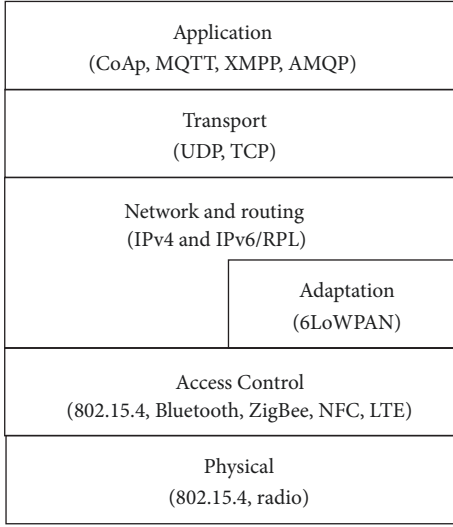 Application
(CoAp, MQTT, XMPP, AMQP)
Transport
(UDP, TCP)
Network and routing
(IPv4 and IPv6/RPL)
Adaptation
(6LoWPAN)
Access Control
(802.15.4, Bluetooth, ZigBee, NFC, LTE)
Physical
(802.15.4, radio)